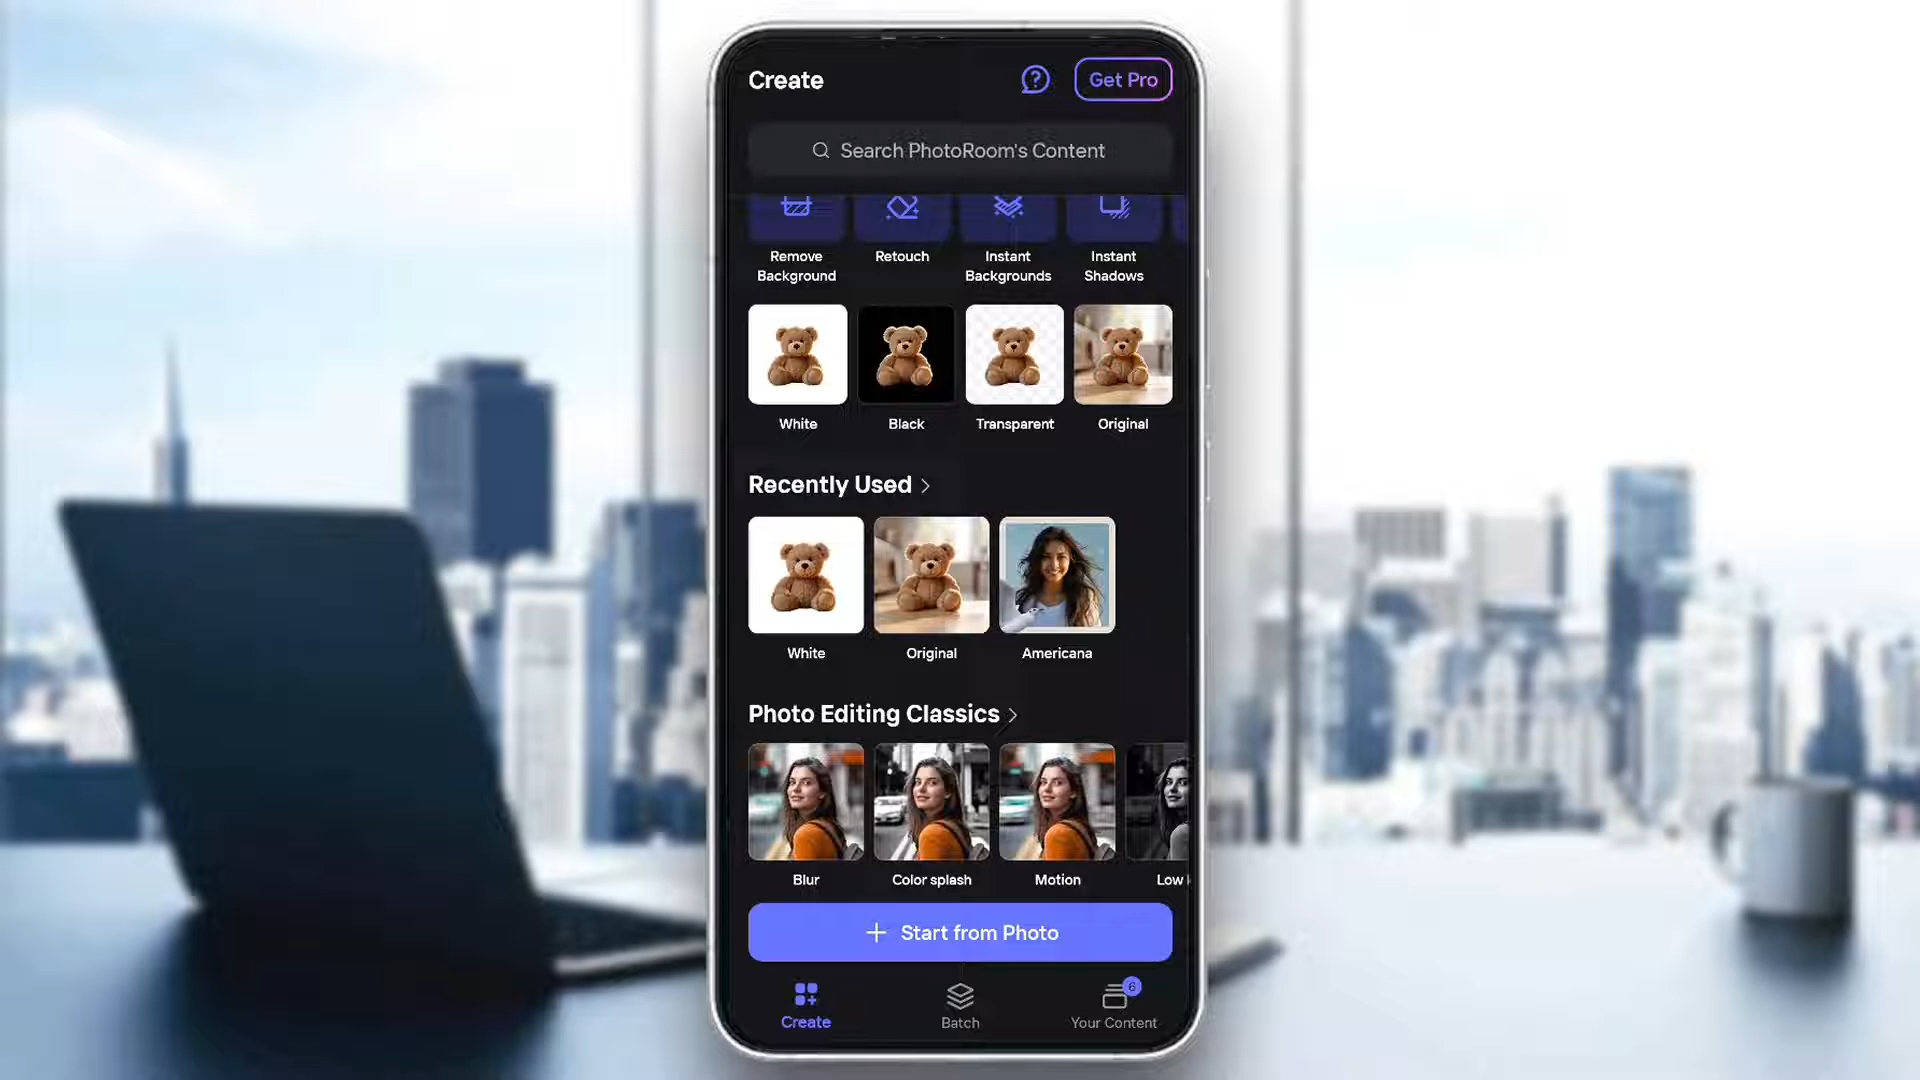 Create
Get Pro
Search PhotoRoom's Content
Remove Background
Retouch
Instant Backgrounds
Instant Shadows
White
Black
Transparent
Original
Recently Used
White
Original
Americana
Photo Editing Classics
Blur
Color splash
Motion
Low
Start from Photo
6
Create
Batch
Your Content